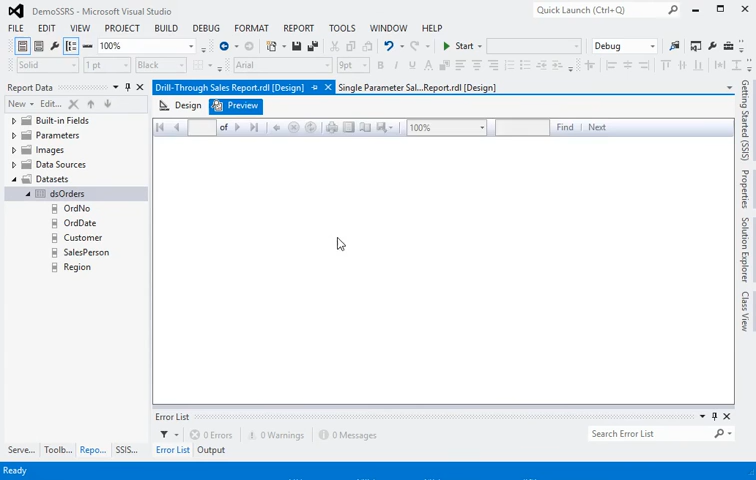 DemoSSRS - Microsoft Visual Studio
Quick Launch (Ctrl+Q)
FILE EDIT VIEW PROJECT BUILD DEBUG FORMAT REPORT TOOLS WINDOW HELP
100% Start Debug
Solid 1 pt Black Arial 9pt B I U A
Report Data
Drill-Through Sales Report.rdl [Design] Single Parameter Sal...Report.rdl [Design]
New Edit...
Design Preview
of 100% Find Next
Built-in Fields
Parameters
Images
Data Sources
Datasets
dsOrders
OrdNo
OrdDate
Customer
SalesPerson
Region
Getting Started (SSIS)
Properties
Solution Explorer
Class View
Error List
0 Errors 0 Warnings 0 Messages
Search Error List
Serve... Toolb... Repo... SSIS... Error List Output
Ready